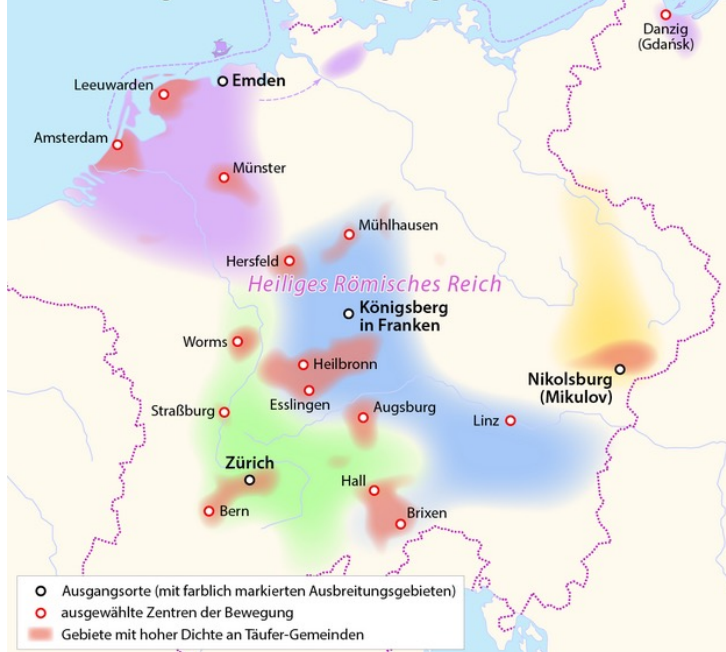 Danzig
(Gdańsk)
Leeuwarden
Emden
Amsterdam
Münster
Mühlhausen
Hersfeld
Heiliges Römisches Reich
Königsberg
in Franken
Worms
Heilbronn
Nikolsburg
(Mikulov)
Esslingen
Straßburg
Augsburg
Linz
Zürich
Hall
Bern
Brixen
Ausgangsorte (mit farblich markierten Ausbreitungsgebieten)
ausgewählte Zentren der Bewegung
Gebiete mit hoher Dichte an Täufer-Gemeinden